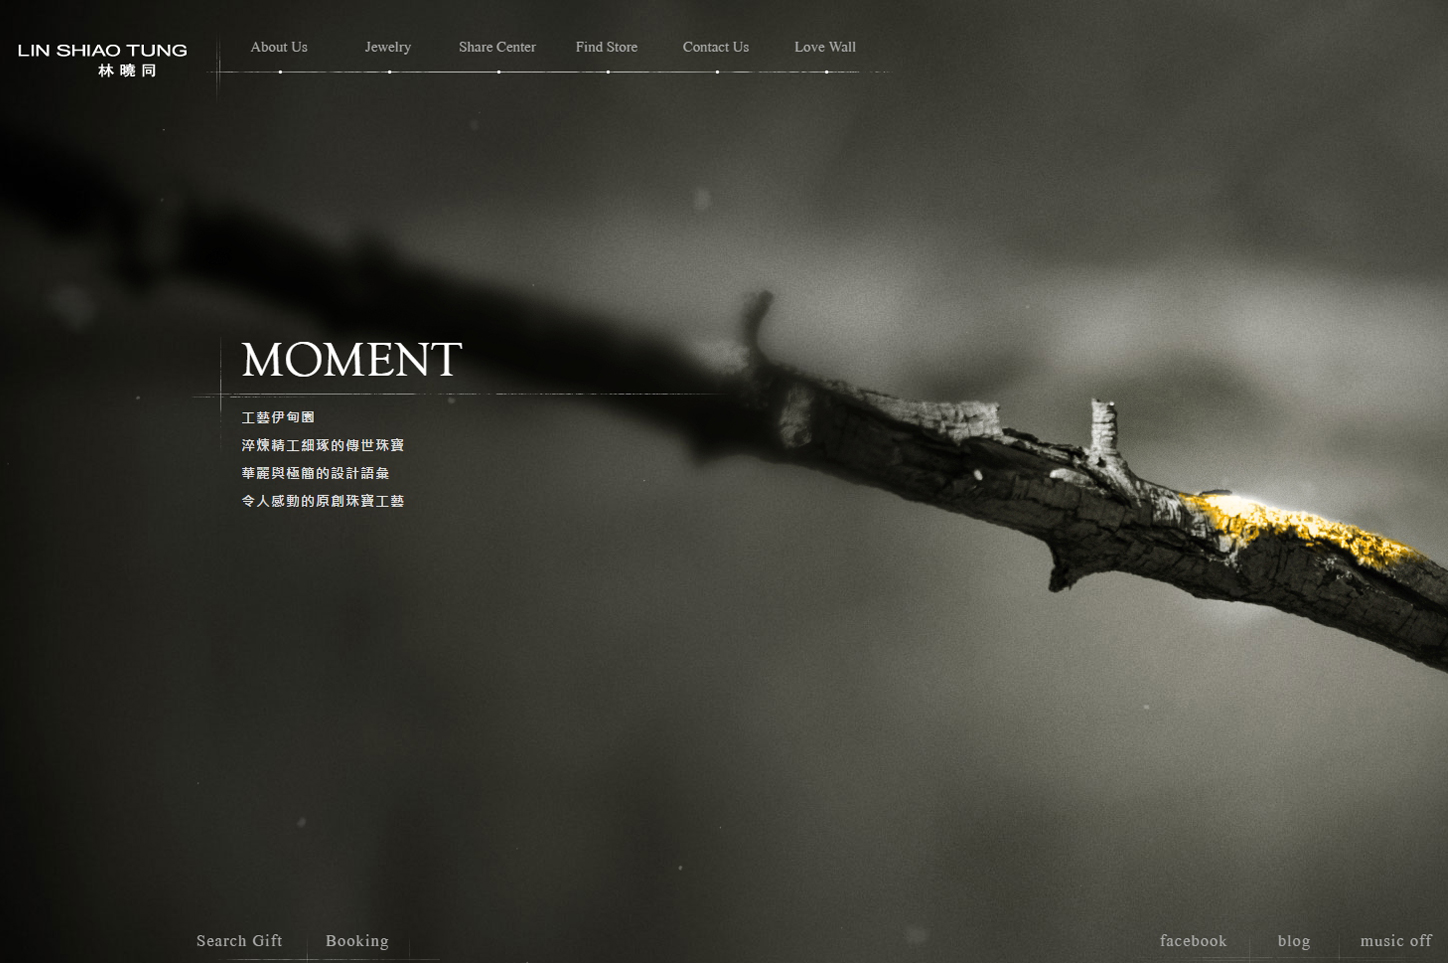 LIN SHIAO TUNG
林曉同
About Us
Jewelry
Share Center
Find Store
Contact Us
Love Wall
MOMENT
工藝伊甸園
淬煉精工細琢的傳世珠寶
華麗與極簡的設計語彙
令人感動的原創珠寶工藝
Search Gift
Booking
facebook
blog
music off